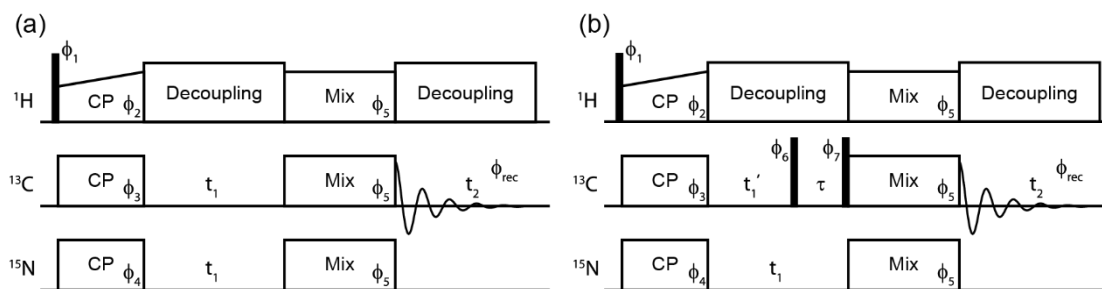 (a)
ϕ1
¹H CP ϕ2 Decoupling Mix ϕ5 Decoupling
¹³C CP ϕ3 t1 Mix ϕ5 t2 ϕrec
¹⁵N CP ϕ4 t1 Mix ϕ5
(b)
ϕ1
¹H CP ϕ2 Decoupling Mix ϕ5 Decoupling
¹³C CP ϕ3 t1′ ϕ6 τ ϕ7 Mix ϕ5 t2 ϕrec
¹⁵N CP ϕ4 t1 Mix ϕ5